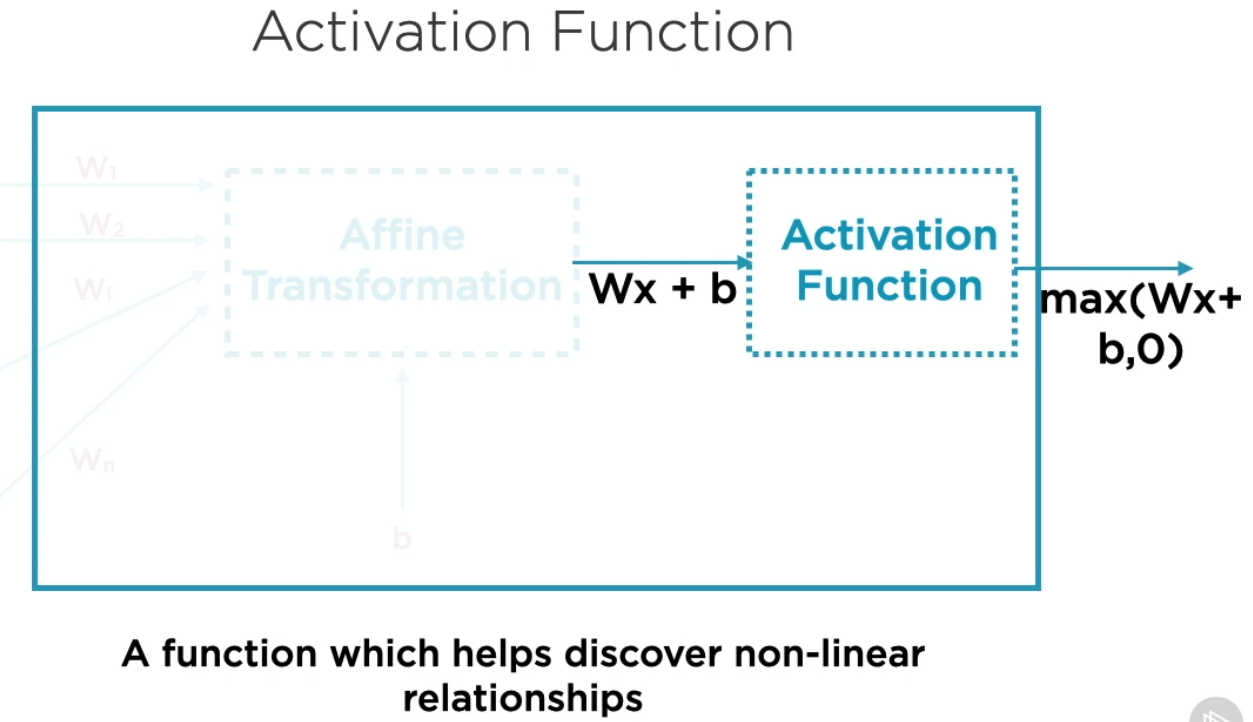 Activation Function
W₁
W₂
Wᵢ
Wₙ
Affine
Transformation
b
Wx + b
Activation
Function
max(Wx+
b,0)
A function which helps discover non-linear
relationships